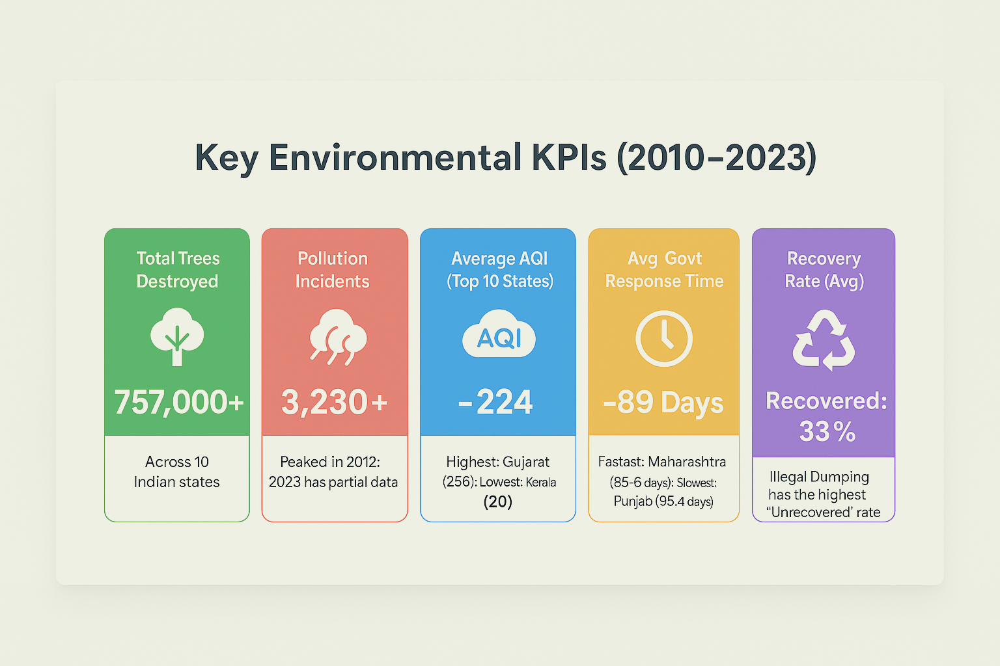 Key Environmental KPIs (2010–2023)
Total Trees
Destroyed
757,000+
Across 10
Indian states
Pollution
Incidents
3,230+
Peaked in 2012:
2023 has partial data
Average AQI
(Top 10 States)
AQI
–224
Highest: Gujarat
(256): Lowest: Kerala
(20)
Avg Govt
Response Time
–89 Days
Fastast: Maharashtra
(85-6 days): Slowest:
Punjab (95.4 days)
Recovery
Rate (Avg)
Recovered:
33%
Illegal Dumping
has the highest
“Unrecovered’ rate